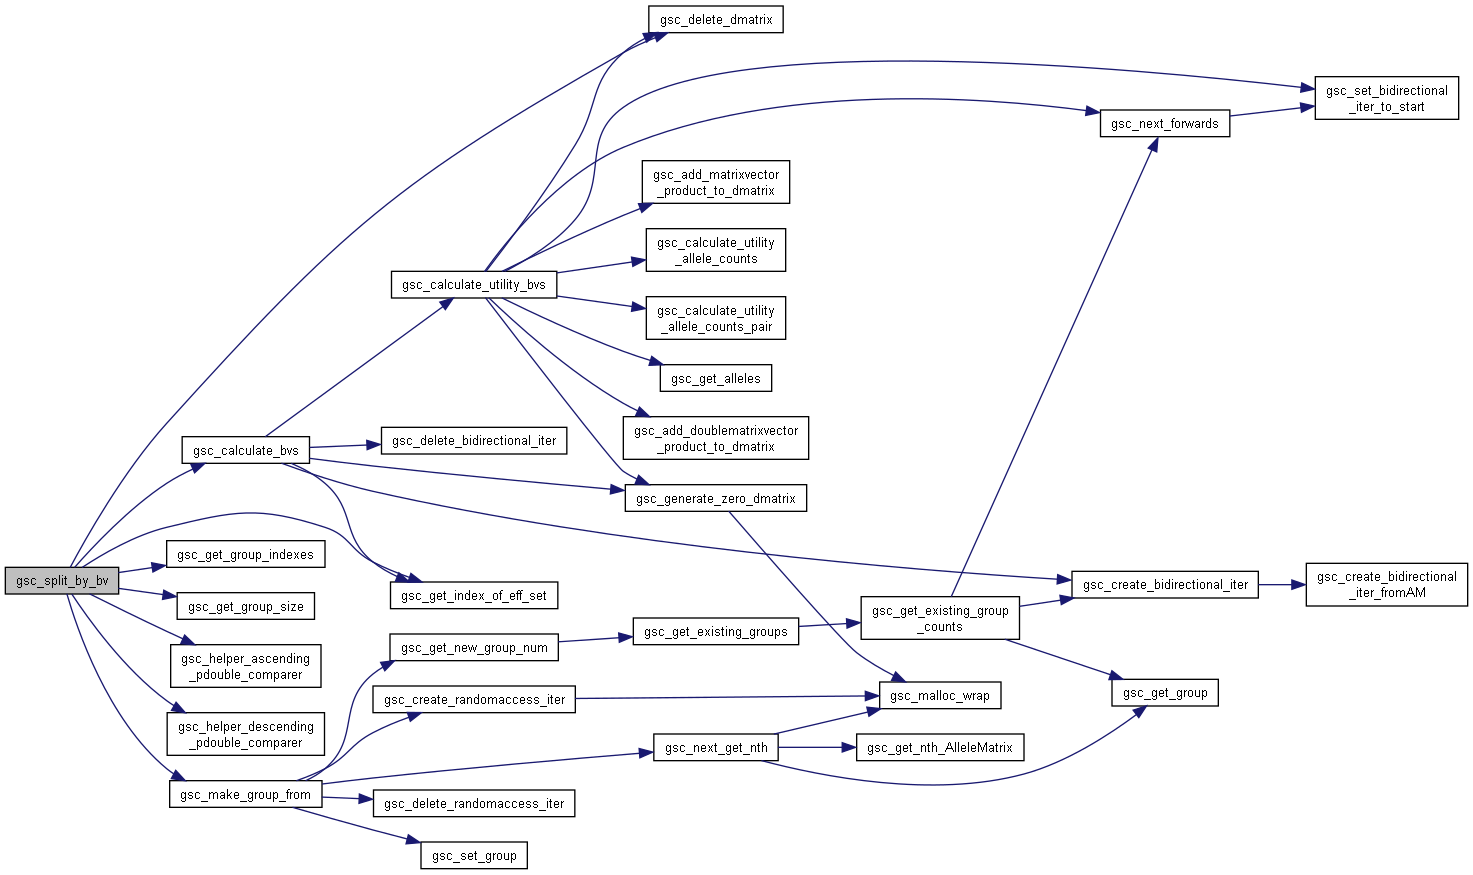 gsc_delete_dmatrix
gsc_set_bidirectional
_iter_to_start
gsc_next_forwards
gsc_add_matrixvector
_product_to_dmatrix
gsc_calculate_utility
_allele_counts
gsc_calculate_utility_bvs
gsc_calculate_utility
_allele_counts_pair
gsc_get_alleles
gsc_add_doublematrixvector
_product_to_dmatrix
gsc_delete_bidirectional_iter
gsc_calculate_bvs
gsc_generate_zero_dmatrix
gsc_get_group_indexes
gsc_split_by_bv
gsc_get_index_of_eff_set
gsc_create_bidirectional_iter
gsc_create_bidirectional
_iter_fromAM
gsc_get_group_size
gsc_get_existing_group
_counts
gsc_get_existing_groups
gsc_get_new_group_num
gsc_helper_ascending
_pdouble_comparer
gsc_create_randomaccess_iter
gsc_malloc_wrap
gsc_get_group
gsc_helper_descending
_pdouble_comparer
gsc_next_get_nth
gsc_get_nth_AlleleMatrix
gsc_make_group_from
gsc_delete_randomaccess_iter
gsc_set_group